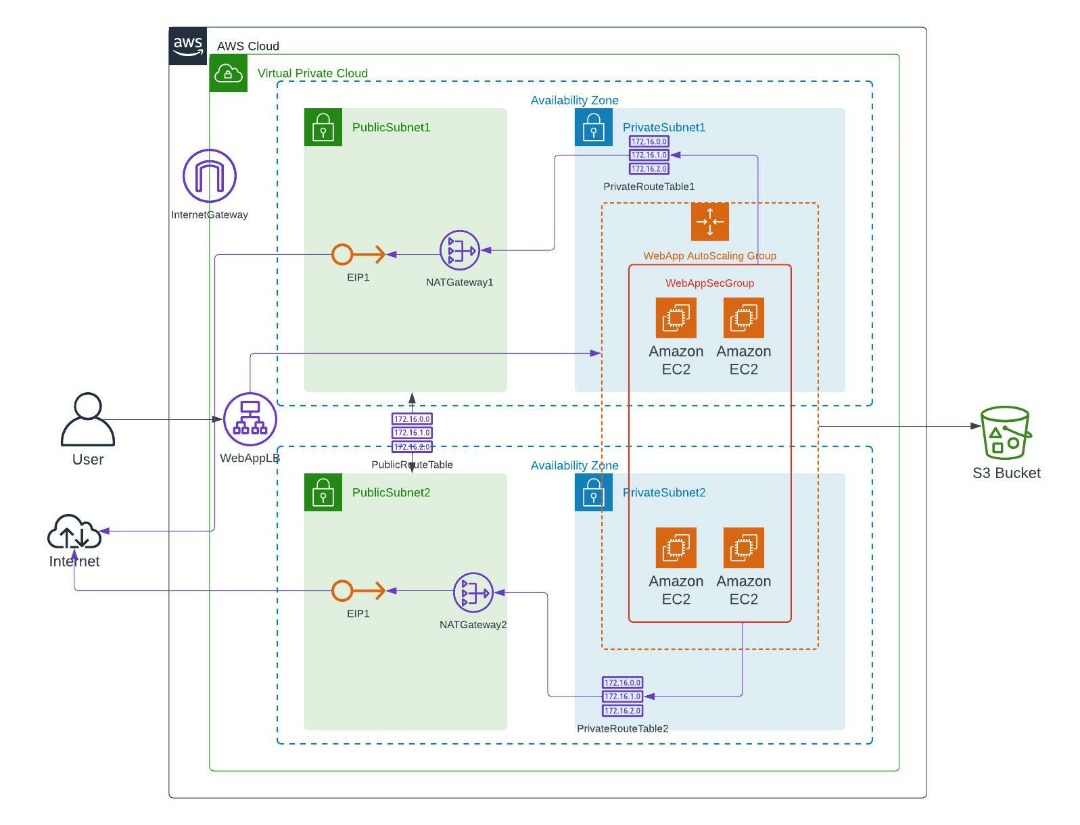 aws
AWS Cloud
Virtual Private Cloud
Availability Zone
PublicSubnet1
PrivateSubnet1
172.16.0.0
172.16.1.0
172.16.2.0
PrivateRouteTable1
InternetGateway
WebApp AutoScaling Group
EIP1
NATGateway1
WebAppSecGroup
Amazon
EC2
Amazon
EC2
172.16.0.0
172.16.1.0
172.16.2.0
PublicRouteTable
User
WebAppLB
S3 Bucket
Availability Zone
PublicSubnet2
PrivateSubnet2
Internet
Amazon
EC2
Amazon
EC2
EIP1
NATGateway2
172.16.0.0
172.16.1.0
172.16.2.0
PrivateRouteTable2